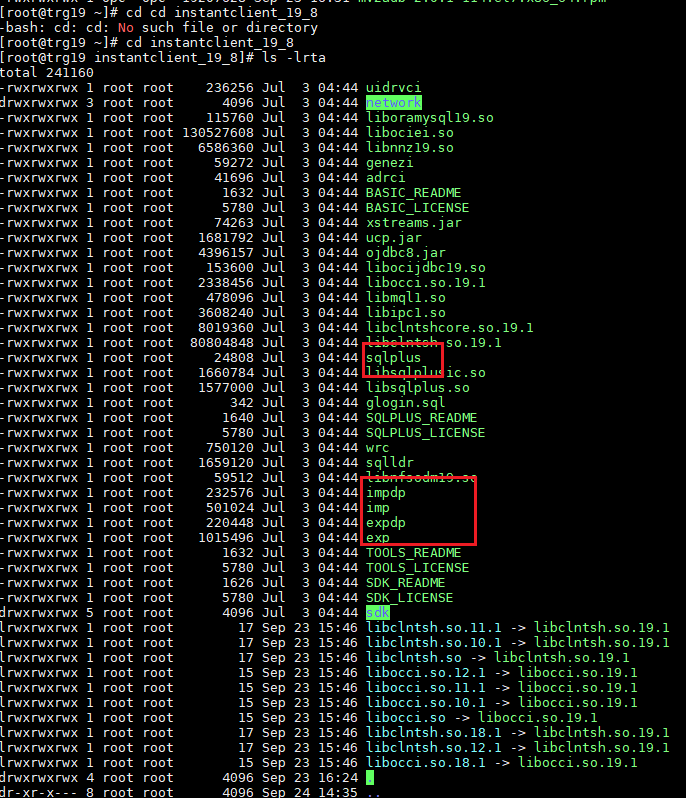 [root@trg19 ~]# cd cd instantclient_19_8
-bash: cd: cd: No such file or directory
[root@trg19 ~]# cd instantclient_19_8
[root@trg19 instantclient_19_8]# ls -lrta
total 241160
-rwxrwxrwx 1 root root 236256 Jul 3 04:44 uidrvci
drwxrwxrwx 3 root root 4096 Jul 3 04:44 network
-rwxrwxrwx 1 root root 115760 Jul 3 04:44 liboramysql19.so
-rwxrwxrwx 1 root root 130527608 Jul 3 04:44 libociei.so
-rwxrwxrwx 1 root root 6586360 Jul 3 04:44 libnnz19.so
-rwxrwxrwx 1 root root 59272 Jul 3 04:44 genezi
-rwxrwxrwx 1 root root 41696 Jul 3 04:44 adrci
-rwxrwxrwx 1 root root 1632 Jul 3 04:44 BASIC_README
-rwxrwxrwx 1 root root 5780 Jul 3 04:44 BASIC_LICENSE
-rwxrwxrwx 1 root root 74263 Jul 3 04:44 xstreams.jar
-rwxrwxrwx 1 root root 1681792 Jul 3 04:44 ucp.jar
-rwxrwxrwx 1 root root 4396157 Jul 3 04:44 ojdbc8.jar
-rwxrwxrwx 1 root root 153600 Jul 3 04:44 libocijdbc19.so
-rwxrwxrwx 1 root root 2338456 Jul 3 04:44 libocci.so.19.1
-rwxrwxrwx 1 root root 478096 Jul 3 04:44 libmql1.so
-rwxrwxrwx 1 root root 3608240 Jul 3 04:44 libipc1.so
-rwxrwxrwx 1 root root 8019360 Jul 3 04:44 libclntshcore.so.19.1
-rwxrwxrwx 1 root root 80804848 Jul 3 04:44 libclntsh.so.19.1
-rwxrwxrwx 1 root root 24808 Jul 3 04:44 sqlplus
-rwxrwxrwx 1 root root 1660784 Jul 3 04:44 libsqlplusic.so
-rwxrwxrwx 1 root root 1577000 Jul 3 04:44 libsqlplus.so
-rwxrwxrwx 1 root root 342 Jul 3 04:44 glogin.sql
-rwxrwxrwx 1 root root 1640 Jul 3 04:44 SQLPLUS_README
-rwxrwxrwx 1 root root 5780 Jul 3 04:44 SQLPLUS_LICENSE
-rwxrwxrwx 1 root root 750120 Jul 3 04:44 wrc
-rwxrwxrwx 1 root root 1659120 Jul 3 04:44 sqlldr
-rwxrwxrwx 1 root root 59512 Jul 3 04:44 libnfsodm19.so
-rwxrwxrwx 1 root root 232576 Jul 3 04:44 impdp
-rwxrwxrwx 1 root root 501024 Jul 3 04:44 imp
-rwxrwxrwx 1 root root 220448 Jul 3 04:44 expdp
-rwxrwxrwx 1 root root 1015496 Jul 3 04:44 exp
-rwxrwxrwx 1 root root 1632 Jul 3 04:44 TOOLS_README
-rwxrwxrwx 1 root root 5780 Jul 3 04:44 TOOLS_LICENSE
-rwxrwxrwx 1 root root 1626 Jul 3 04:44 SDK_README
-rwxrwxrwx 1 root root 5780 Jul 3 04:44 SDK_LICENSE
drwxrwxrwx 5 root root 4096 Jul 3 04:44 sdk
lrwxrwxrwx 1 root root 17 Sep 23 15:46 libclntsh.so.11.1 -> libclntsh.so.19.1
lrwxrwxrwx 1 root root 17 Sep 23 15:46 libclntsh.so.10.1 -> libclntsh.so.19.1
lrwxrwxrwx 1 root root 17 Sep 23 15:46 libclntsh.so -> libclntsh.so.19.1
lrwxrwxrwx 1 root root 15 Sep 23 15:46 libocci.so.12.1 -> libocci.so.19.1
lrwxrwxrwx 1 root root 15 Sep 23 15:46 libocci.so.11.1 -> libocci.so.19.1
lrwxrwxrwx 1 root root 15 Sep 23 15:46 libocci.so.10.1 -> libocci.so.19.1
lrwxrwxrwx 1 root root 15 Sep 23 15:46 libocci.so -> libocci.so.19.1
lrwxrwxrwx 1 root root 17 Sep 23 15:46 libclntsh.so.18.1 -> libclntsh.so.19.1
lrwxrwxrwx 1 root root 17 Sep 23 15:46 libclntsh.so.12.1 -> libclntsh.so.19.1
lrwxrwxrwx 1 root root 15 Sep 23 15:46 libocci.so.18.1 -> libocci.so.19.1
drwxrwxrwx 4 root root 4096 Sep 23 16:24 .
dr-xr-x--- 8 root root 4096 Sep 24 14:35 ..